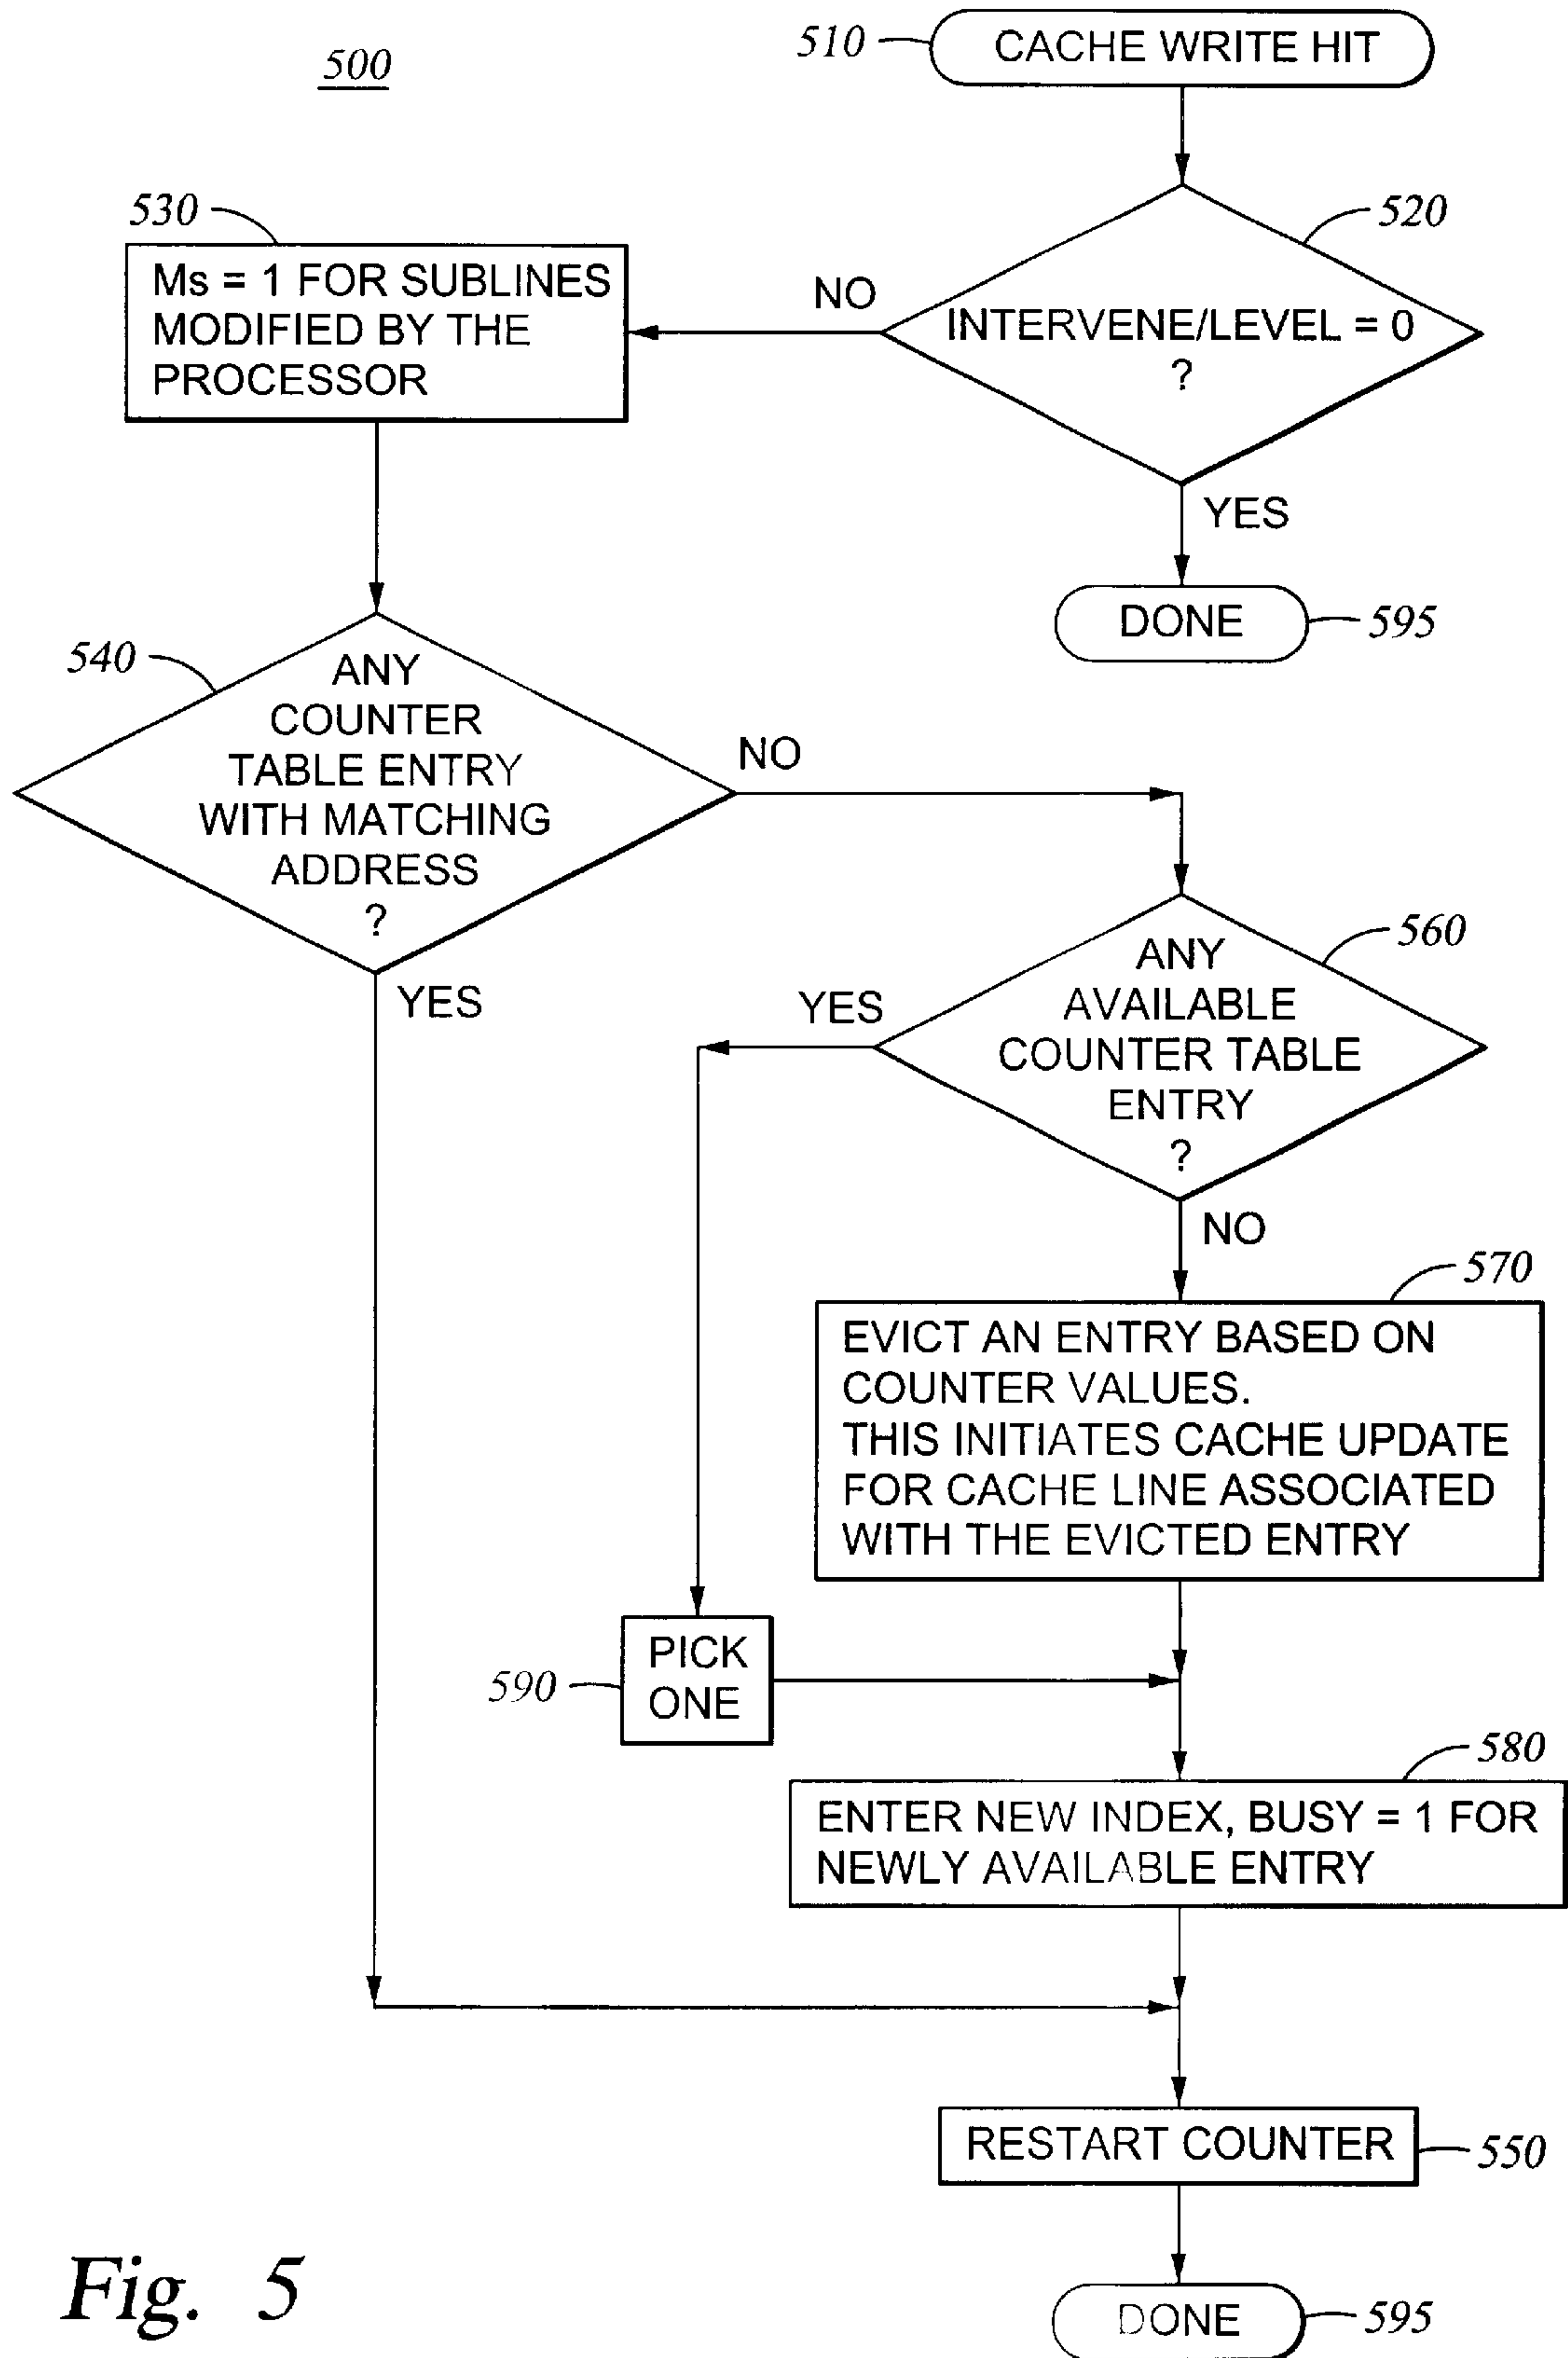 500
510
CACHE WRITE HIT
520
INTERVENE/LEVEL = 0
?
NO
YES
530
Ms = 1 FOR SUBLINES
MODIFIED BY THE
PROCESSOR
DONE
595
540
ANY
COUNTER
TABLE ENTRY
WITH MATCHING
ADDRESS
?
NO
YES
560
ANY
AVAILABLE
COUNTER TABLE
ENTRY
?
YES
NO
570
EVICT AN ENTRY BASED ON
COUNTER VALUES.
THIS INITIATES CACHE UPDATE
FOR CACHE LINE ASSOCIATED
WITH THE EVICTED ENTRY
590
PICK
ONE
580
ENTER NEW INDEX, BUSY = 1 FOR
NEWLY AVAILABLE ENTRY
RESTART COUNTER
550
DONE
595
Fig. 5